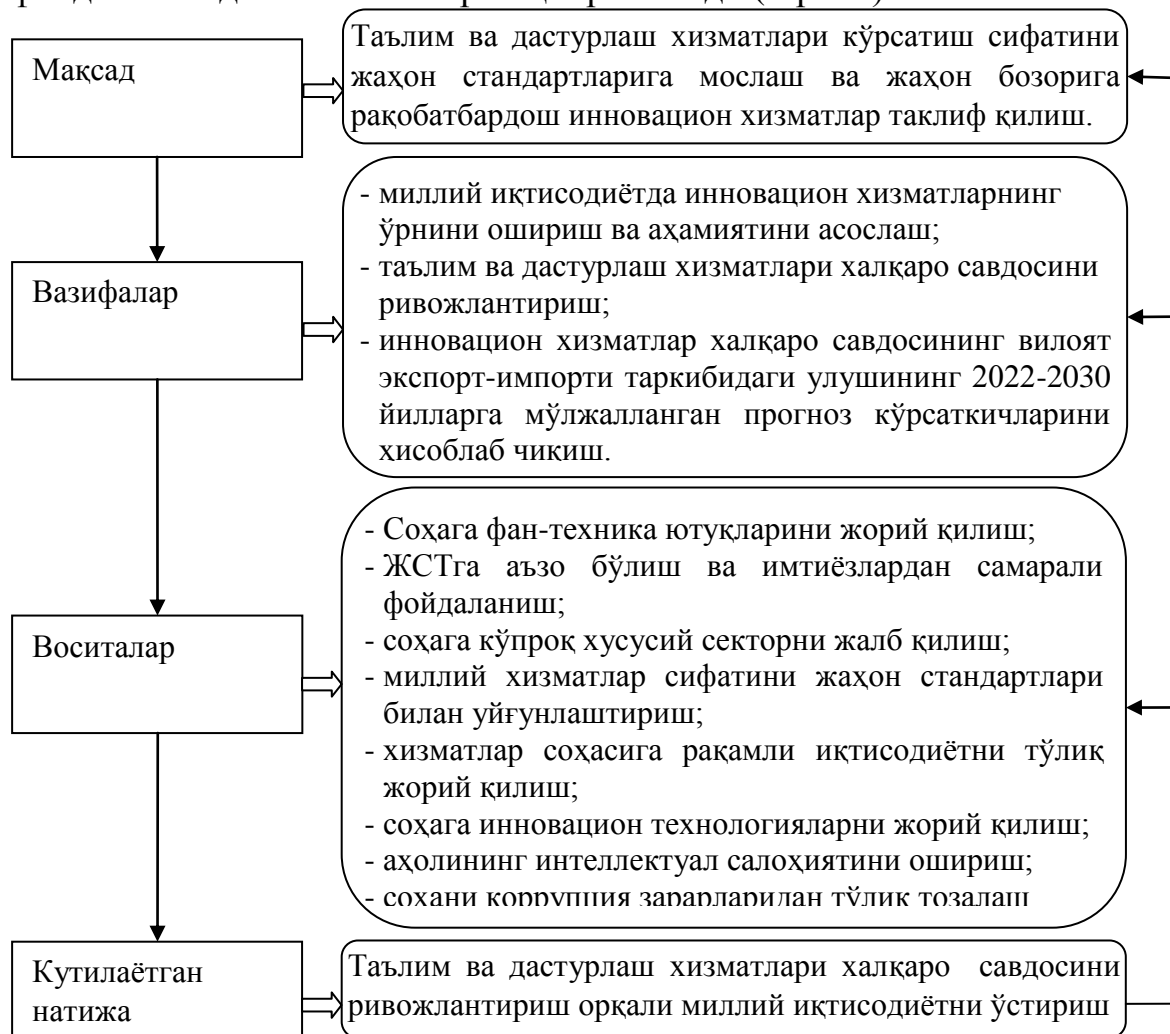 Мақсад
Таълим ва дастурлаш хизматлари кўрсатиш сифатини
жаҳон стандартларига мослаш ва жаҳон бозорига
рақобатбардош инновацион хизматлар таклиф қилиш.
Вазифалар
- миллий иқтисодиётда инновацион хизматларнинг
ўрнини ошириш ва аҳамиятини асослаш;
- таълим ва дастурлаш хизматлари халқаро савдосини
ривожлантириш;
- инновацион хизматлар халқаро савдосининг вилоят
экспорт-импорти таркибидаги улушининг 2022-2030
йилларга мўлжалланган прогноз кўрсаткичларини
ҳисоблаб чиқиш.
Воситалар
- Соҳага фан-техника ютуқларини жорий қилиш;
- ЖСТга аъзо бўлиш ва имтиёзлардан самарали
фойдаланиш;
- соҳага кўпроқ хусусий секторни жалб қилиш;
- миллий хизматлар сифатини жаҳон стандартлари
билан уйғунлаштириш;
- хизматлар соҳасига рақамли иқтисодиётни тўлиқ
жорий қилиш;
- соҳага инновацион технологияларни жорий қилиш;
- аҳолининг интеллектуал салоҳиятини ошириш;
- соҳани коррупция зарарларидан тўлиқ тозалаш
Кутилаётган
натижа
Таълим ва дастурлаш хизматлари халқаро савдосини
ривожлантириш орқали миллий иқтисодиётни ўстириш